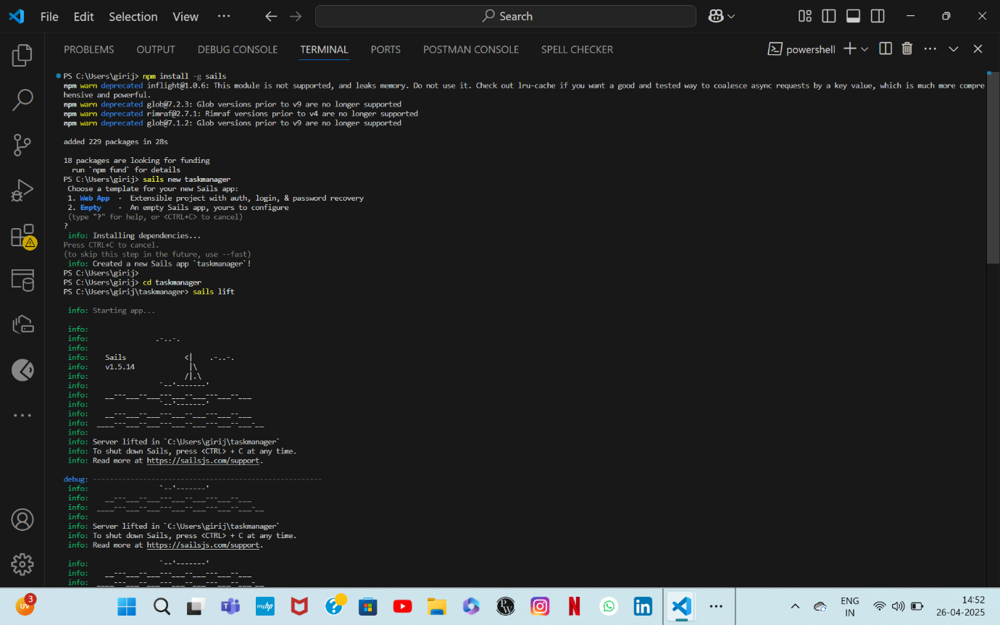 File Edit Selection View ··· Search
PROBLEMS OUTPUT DEBUG CONSOLE TERMINAL PORTS POSTMAN CONSOLE SPELL CHECKER powershell
PS C:\Users\girij> npm install -g sails
npm warn deprecated inflight@1.0.6: This module is not supported, and leaks memory. Do not use it. Check out lru-cache if you want a good and tested way to coalesce async requests by a key value, which is much more compre
hensive and powerful.
npm warn deprecated glob@7.2.3: Glob versions prior to v9 are no longer supported
npm warn deprecated rimraf@2.7.1: Rimraf versions prior to v4 are no longer supported
npm warn deprecated glob@7.1.2: Glob versions prior to v9 are no longer supported
added 229 packages in 28s
18 packages are looking for funding
run `npm fund` for details
PS C:\Users\girij> sails new taskmanager
Choose a template for your new Sails app:
1. Web App · Extensible project with auth, login, & password recovery
2. Empty · An empty Sails app, yours to configure
(type "?" for help, or <CTRL+C> to cancel)
?
info: Installing dependencies...
Press CTRL+C to cancel.
(to skip this step in the future, use --fast)
info: Created a new Sails app `taskmanager`!
PS C:\Users\girij>
PS C:\Users\girij> cd taskmanager
PS C:\Users\girij\taskmanager> sails lift
info: Starting app...
info:
info: .-..-.
info:
info: Sails <| .-..-.
info: v1.5.14 |\
info: /|.\
info: `--'-------'
info: __---___--___---___--___---___--___
info: `--'-------'
info: __---___--___---___--___---___--___
info: ____---___--___---___--___---___--___-__
info:
info: Server lifted in `C:\Users\girij\taskmanager`
info: To shut down Sails, press <CTRL> + C at any time.
info: Read more at https://sailsjs.com/support.
debug: -------------------------------------------------------
info: `--'-------'
info: __---___--___---___--___---___--___
info: ____---___--___---___--___---___--___-__
info:
info: Server lifted in `C:\Users\girij\taskmanager`
info: To shut down Sails, press <CTRL> + C at any time.
info: Read more at https://sailsjs.com/support.
info: `--'-------'
info: __---___--___---___--___---___--___
info: ____---___--___---___--___---___--___-__
UV 3 myhp PW N in ENG 14:52
IN 26-04-2025